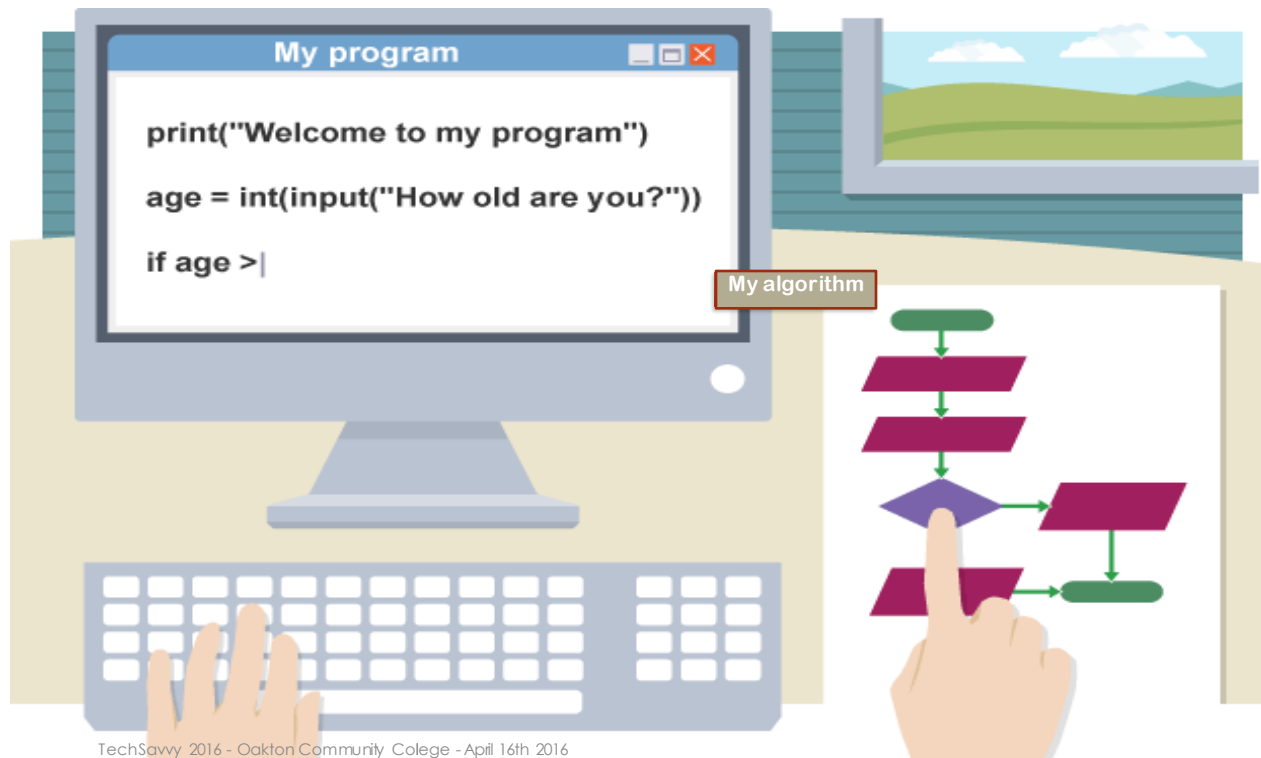 My program
print("Welcome to my program")
age = int(input("How old are you?"))
if age >
My algorithm
TechSavvy 2016 - Oakton Community Colege - April 16th 2016